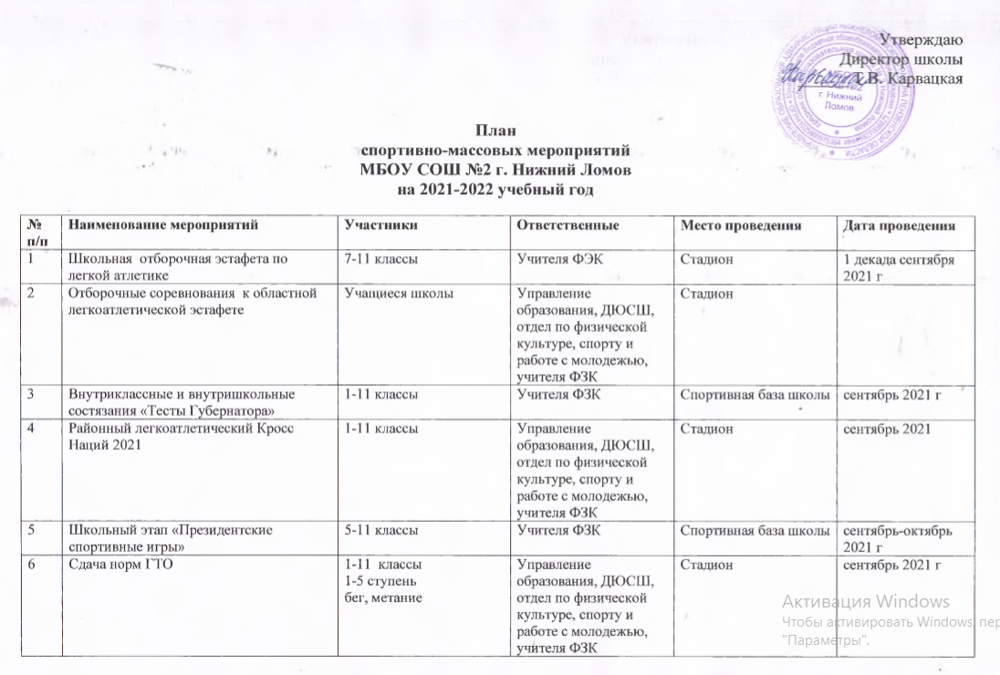 Утверждаю
Директор школы
Т.В. Карвацкая
МБОУ
г. Нижний
Ломов
План
спортивно-массовых мероприятий
МБОУ СОШ №2 г. Нижний Ломов
на 2021-2022 учебный год
№ п/п Наименование мероприятий Участники Ответственные Место проведения Дата проведения
1 Школьная отборочная эстафета по 7-11 классы Учителя ФЭК Стадион 1 декада сентября
легкой атлетике 2021 г
2 Отборочные соревнования к областной Учащиеся школы Управление Стадион
легкоатлетической эстафете образования, ДЮСШ,
отдел по физической
культуре, спорту и
работе с молодежью,
учителя ФЗК
3 Внутриклассные и внутришкольные 1-11 классы Учителя ФЗК Спортивная база школы сентябрь 2021 г
состязания «Тесты Губернатора»
4 Районный легкоатлетический Кросс 1-11 классы Управление Стадион сентябрь 2021
Наций 2021 образования, ДЮСШ,
отдел по физической
культуре, спорту и
работе с молодежью,
учителя ФЗК
5 Школьный этап «Президентские 5-11 классы Учителя ФЗК Спортивная база школы сентябрь-октябрь
спортивные игры» 2021 г
6 Сдача норм ГТО 1-11 классы Управление Стадион сентябрь 2021 г
1-5 ступень образования, ДЮСШ,
бег, метание отдел по физической
культуре, спорту и
работе с молодежью,
учителя ФЗК
Активация Windows
Чтобы активировать Windows, пер
"Параметры".